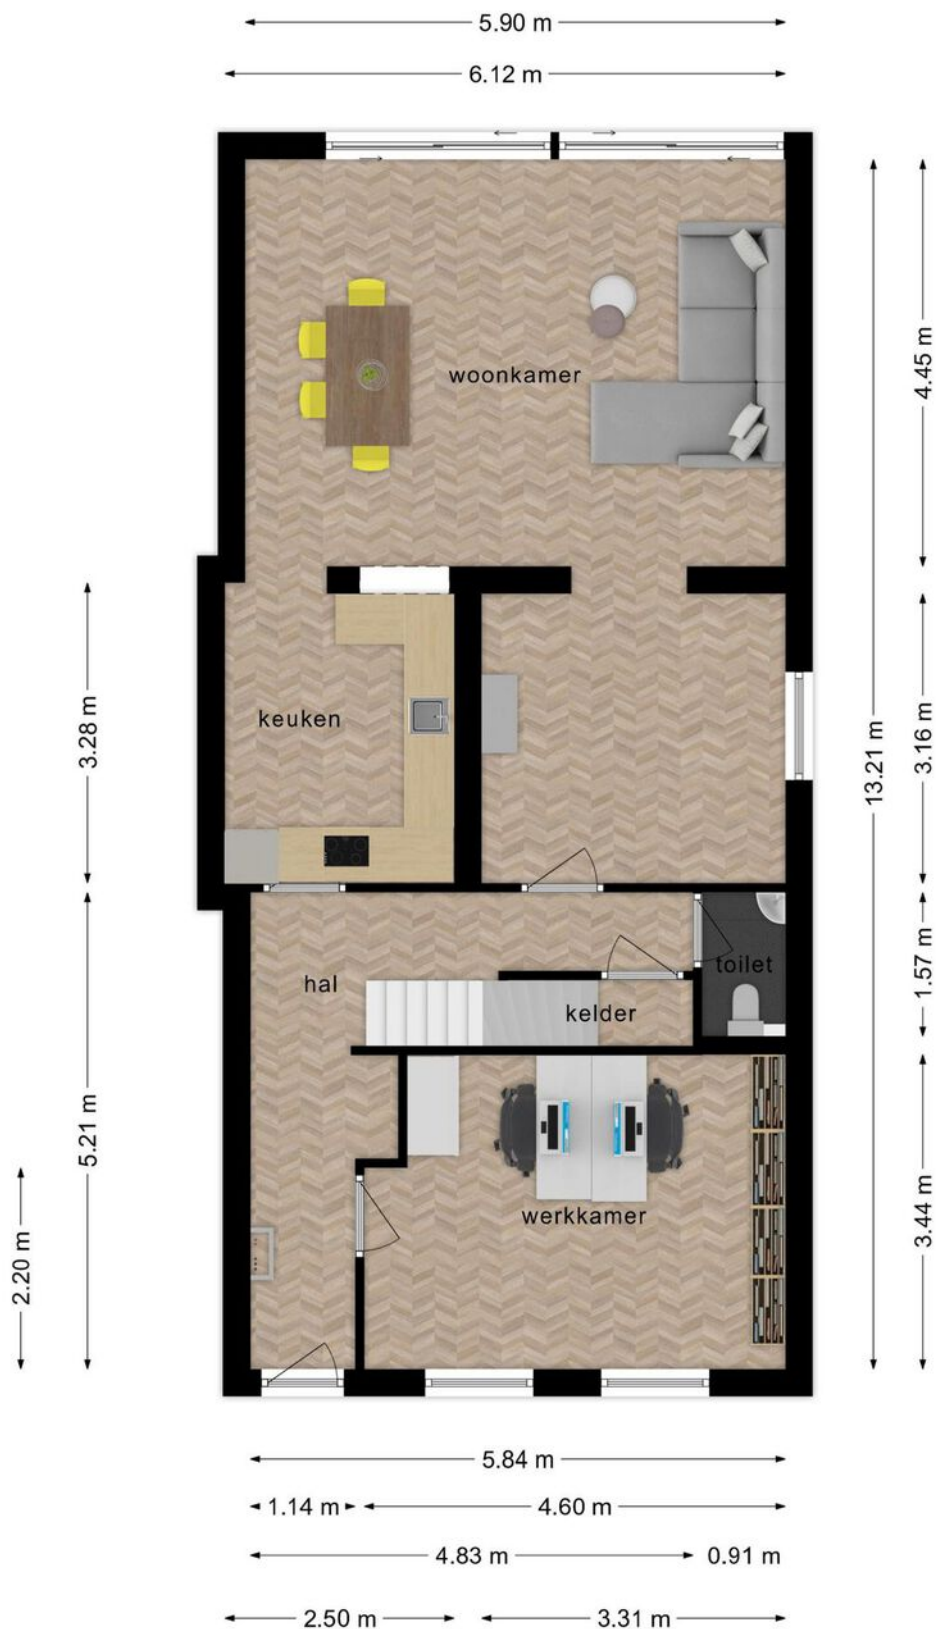 5.90 m
6.12 m
woonkamer
4.45 m
keuken
3.28 m
13.21 m
3.16 m
hal
toilet
kelder
1.57 m
5.21 m
werkkamer
3.44 m
2.20 m
5.84 m
1.14 m
4.60 m
4.83 m
0.91 m
2.50 m
3.31 m